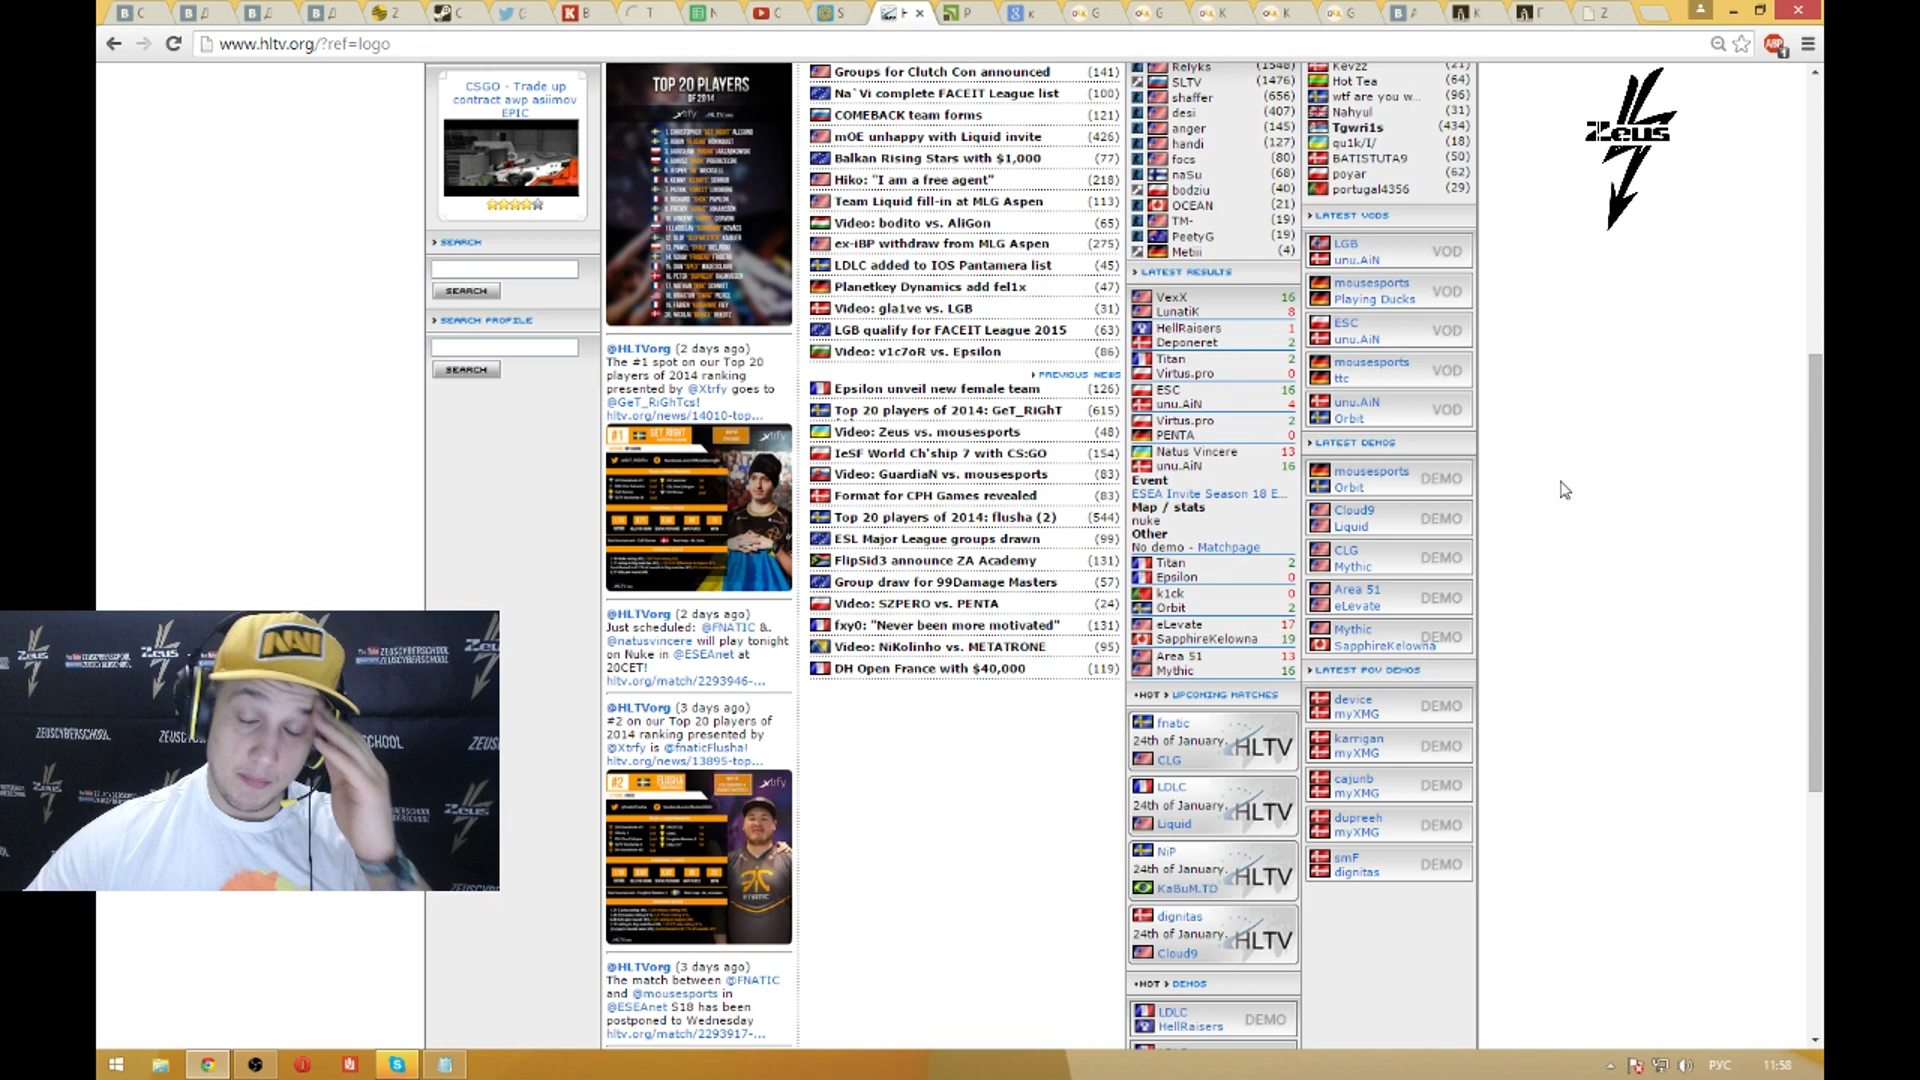 www.hltv.org/?ref=logo
CSGO - Trade up
contract awp asiimov
EPIC
SEARCH
SEARCH
SEARCH PROFILE
SEARCH
TOP 20 PLAYERS
OF 2014
@HLTVorg (2 days ago)
The #1 spot on our Top 20
players of 2014 ranking
presented by @Xtrfy goes to
@GeT_RiGhTcs!
hltv.org/news/14010-top...
#1 GET RIGHT xtrfy
@HLTVorg (2 days ago)
Just scheduled: @FNATIC &
@natusvincere will play tonight
on Nuke in @ESEAnet at
20CET!
hltv.org/match/2293946-...
@HLTVorg (3 days ago)
#2 on our Top 20 players of
2014 ranking presented by
@Xtrfy is @fnaticFlusha!
hltv.org/news/13895-top...
#2 FLUSHA xtrfy
FNATIC
@HLTVorg (3 days ago)
The match between @FNATIC
and @mousesports in
@ESEAnet S18 has been
postponed to Wednesday
hltv.org/match/2293917-...
Groups for Clutch Con announced (141)
Na`Vi complete FACEIT League list (100)
COMEBACK team forms (121)
mOE unhappy with Liquid invite (426)
Balkan Rising Stars with $1,000 (77)
Hiko: "I am a free agent" (218)
Team Liquid fill-in at MLG Aspen (113)
Video: bodito vs. AliGon (65)
ex-iBP withdraw from MLG Aspen (275)
LDLC added to IOS Pantamera list (45)
Planetkey Dynamics add fel1x (47)
Video: gla1ve vs. LGB (31)
LGB qualify for FACEIT League 2015 (63)
Video: v1c7oR vs. Epsilon (86)
PREVIOUS NEWS
Epsilon unveil new female team (126)
Top 20 players of 2014: GeT_RiGhT (615)
Video: Zeus vs. mousesports (48)
IeSF World Ch'ship 7 with CS:GO (154)
Video: GuardiaN vs. mousesports (83)
Format for CPH Games revealed (83)
Top 20 players of 2014: flusha (2) (544)
ESL Major League groups drawn (99)
FlipSid3 announce ZA Academy (131)
Group draw for 99Damage Masters (57)
Video: SZPERO vs. PENTA (24)
fxy0: "Never been more motivated" (131)
Video: NiKolinho vs. METATRONE (95)
DH Open France with $40,000 (119)
Relyks (1548)
SLTV (1476)
shaffer (656)
desi (407)
anger (145)
handi (127)
focs (80)
naSu (68)
bodziu (40)
OCEAN (21)
TM- (19)
PeetyG (19)
Metiii (4)
LATEST RESULTS
VexX 16
LunatiK 8
HellRaisers 1
Deponeret 2
Titan 2
Virtus.pro 0
ESC 16
unu.AiN 4
Virtus.pro 2
PENTA 0
Natus Vincere 13
unu.AiN 16
Event
ESEA Invite Season 18 E...
Map / stats
nuke
Other
No demo - Matchpage
Titan 2
Epsilon 0
k1ck 0
Orbit 2
eLevate 17
SapphireKelowna 19
Area 51 13
Mythic 16
HOT UPCOMING MATCHES
fnatic
24th of January.
CLG
HLTV
LDLC
24th of January.
Liquid
HLTV
NiP
24th of January.
KaBuM.TD
HLTV
dignitas
24th of January.
Cloud9
HLTV
HOT DEMOS
LDLC
HellRaisers
DEMO
Kevzz (21)
Hot Tea (64)
wtf are you w... (96)
Nahyul (31)
Tgwri1s (434)
qu1k/I/ (18)
BATISTUTA9 (50)
poyar (62)
portugal4356 (29)
LATEST VODS
LGB
unu.AiN
VOD
mousesports
Playing Ducks
VOD
ESC
unu.AiN
VOD
mousesports
ttc
VOD
unu.AiN
Orbit
VOD
LATEST DEMOS
mousesports
Orbit
DEMO
Cloud9
Liquid
DEMO
CLG
Mythic
DEMO
Area 51
eLevate
DEMO
Mythic
SapphireKelowna
DEMO
LATEST POV DEMOS
device
myXMG
DEMO
karrigan
myXMG
DEMO
cajunb
myXMG
DEMO
dupreeh
myXMG
DEMO
smF
dignitas
DEMO
Zeus
ZEUSCYBERSCHOOL
РУС
11:58